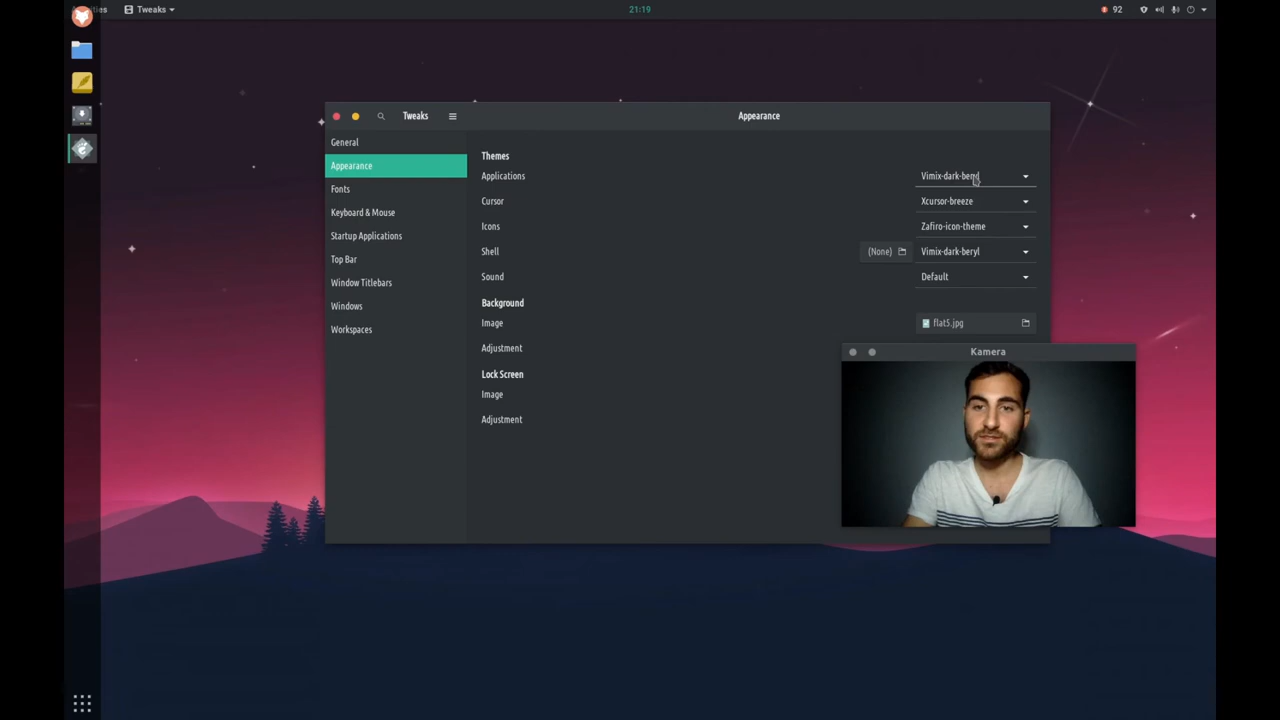 Tweaks
21:19
92
Tweaks
Appearance
General
Appearance
Fonts
Keyboard & Mouse
Startup Applications
Top Bar
Window Titlebars
Windows
Workspaces
Themes
Applications
Vimix-dark-beryl
Cursor
Xcursor-breeze
Icons
Zafiro-icon-theme
Shell
(None)
Vimix-dark-beryl
Sound
Default
Background
Image
flat5.jpg
Adjustment
Lock Screen
Image
Adjustment
Kamera